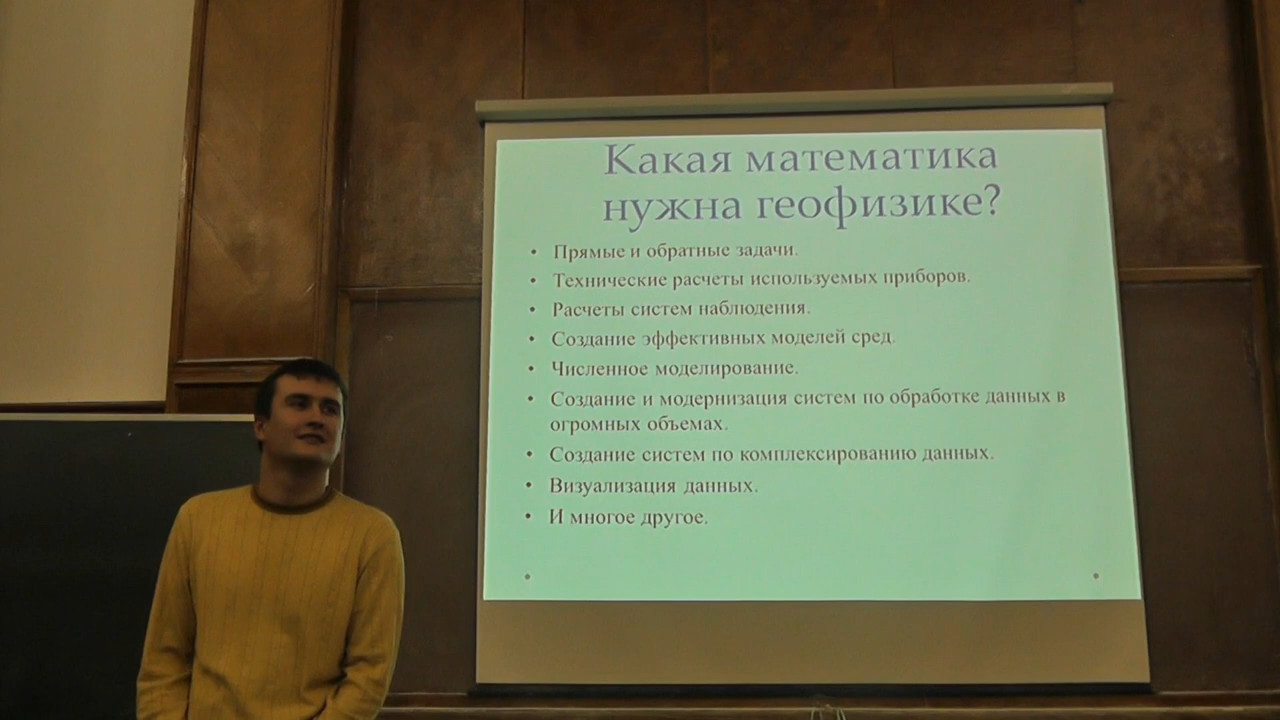 Какая математика
нужна геофизике?
• Прямые и обратные задачи.
• Технические расчеты используемых приборов.
• Расчеты систем наблюдения.
• Создание эффективных моделей сред.
• Численное моделирование.
• Создание и модернизация систем по обработке данных в
огромных объемах.
• Создание систем по комплексированию данных.
• Визуализация данных.
• И многое другое.